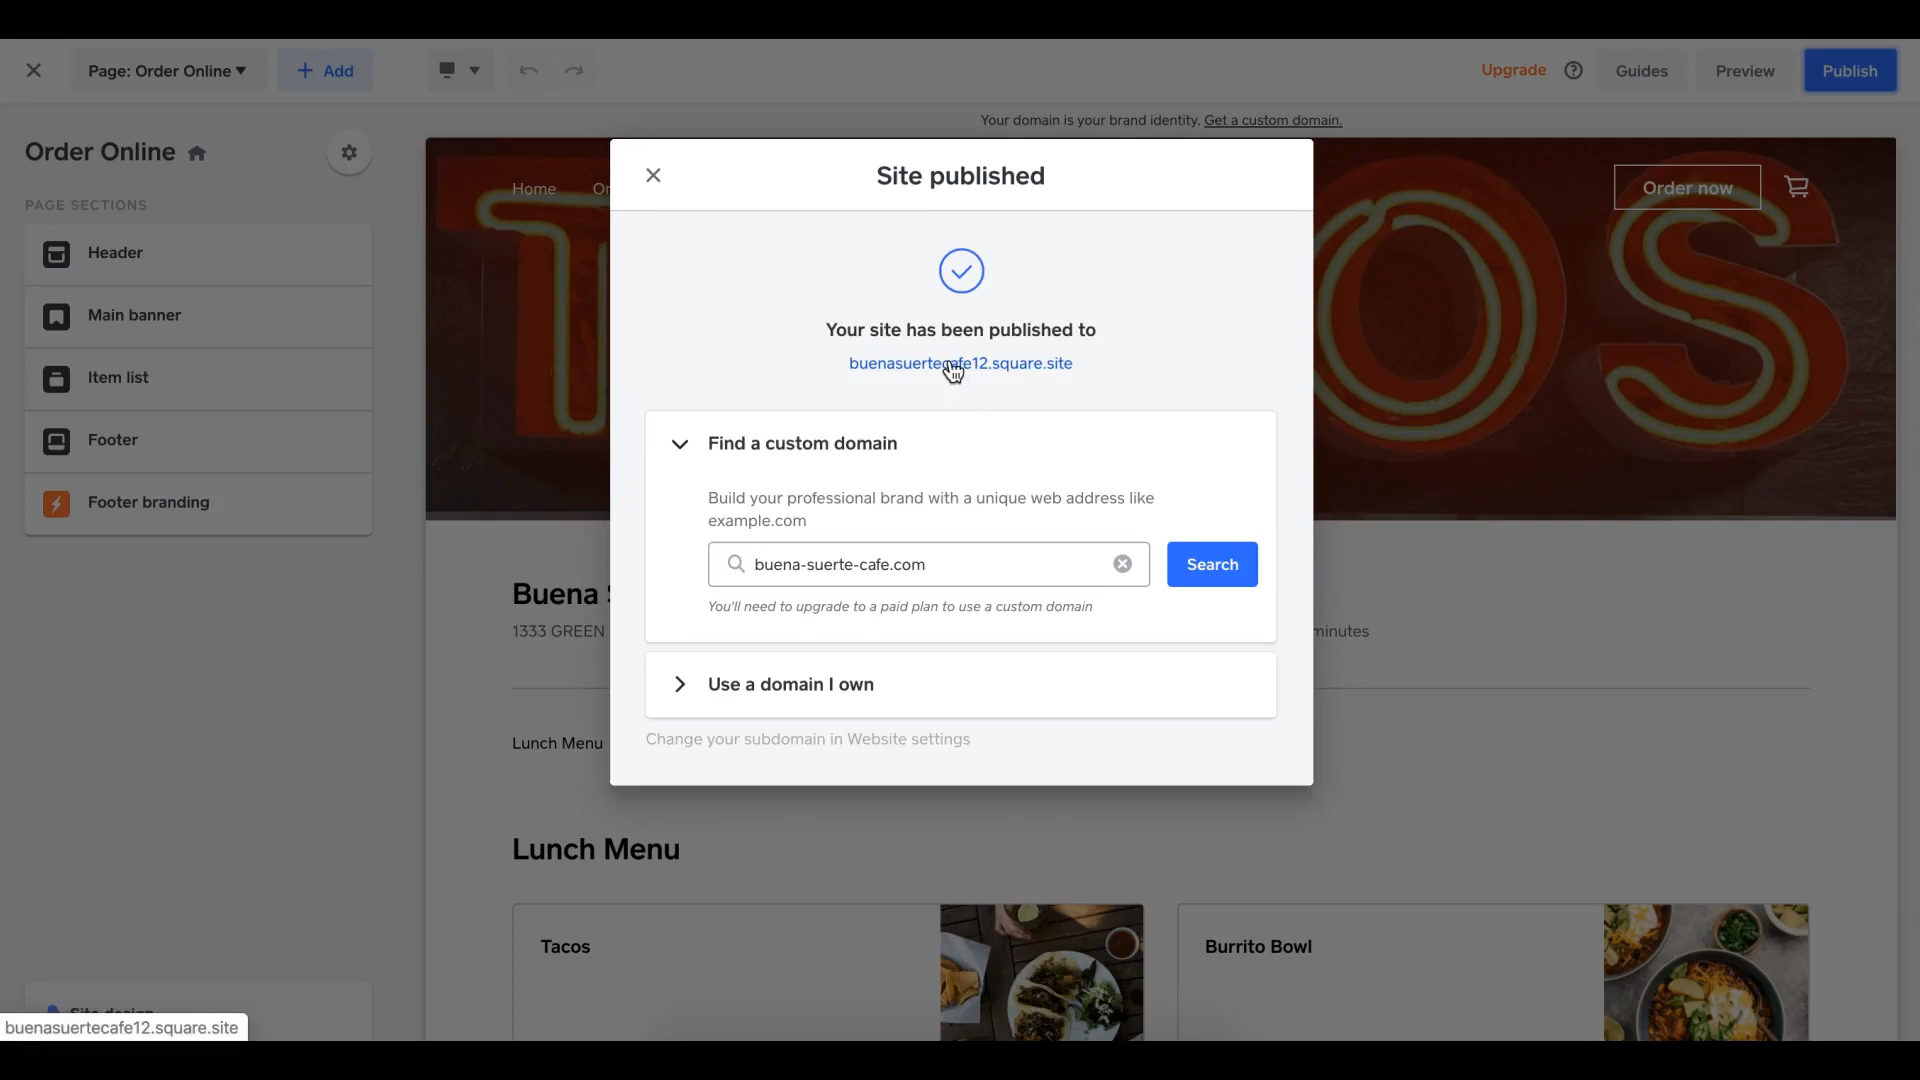 Page: Order Online
Add
Upgrade
Guides
Preview
Publish
Your domain is your brand identity. Get a custom domain.
Order Online
PAGE SECTIONS
Header
Main banner
Item list
Footer
Footer branding
Home
Or
TOS
Order now
Site published
Your site has been published to
buenasuertecafe12.square.site
Find a custom domain
Build your professional brand with a unique web address like
example.com
buena-suerte-cafe.com
Search
You'll need to upgrade to a paid plan to use a custom domain
Use a domain I own
Change your subdomain in Website settings
Buena S
1333 GREEN
minutes
Lunch Menu
Lunch Menu
Tacos
Burrito Bowl
Site design
buenasuertecafe12.square.site